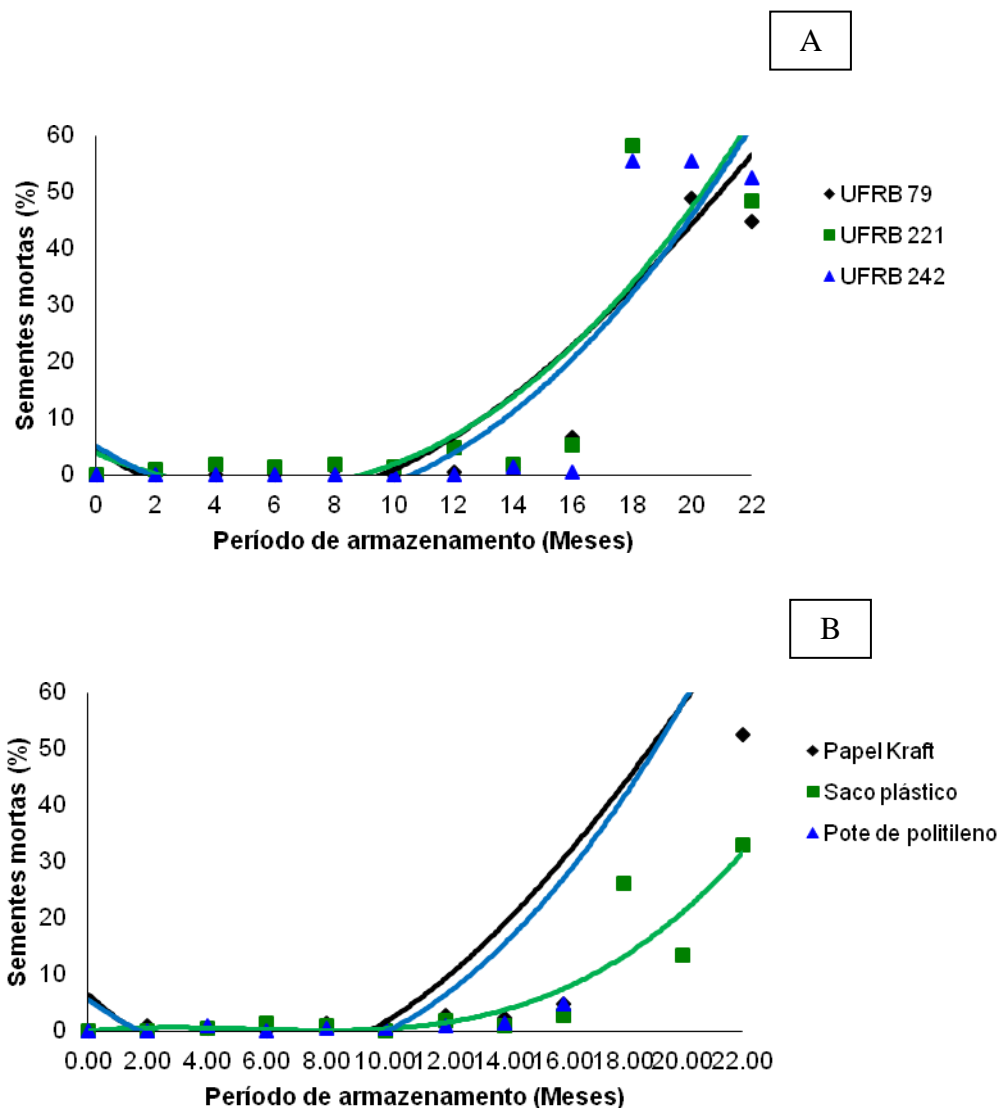 A
60
50
40
30
20
10
0
Sementes mortas (%)
0 2 4 6 8 10 12 14 16 18 20 22
Período de armazenamento (Meses)
UFRB 79
UFRB 221
UFRB 242
B
60
50
40
30
20
10
0
Sementes mortas (%)
0.00 2.00 4.00 6.00 8.00 10.00 12.00 14.00 16.00 18.00 20.00 22.00
Período de armazenamento (Meses)
Papel Kraft
Saco plástico
Pote de politileno